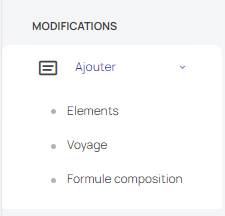 MODIFICATIONS
Ajouter
Elements
Voyage
Formule composition